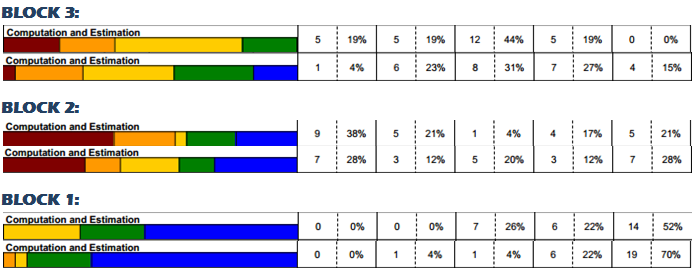 BLOCK 3:
Computation and Estimation 5 19% 5 19% 12 44% 5 19% 0 0%
Computation and Estimation 1 4% 6 23% 8 31% 7 27% 4 15%
BLOCK 2:
Computation and Estimation 9 38% 5 21% 1 4% 4 17% 5 21%
Computation and Estimation 7 28% 3 12% 5 20% 3 12% 7 28%
BLOCK 1:
Computation and Estimation 0 0% 0 0% 7 26% 6 22% 14 52%
Computation and Estimation 0 0% 1 4% 1 4% 6 22% 19 70%